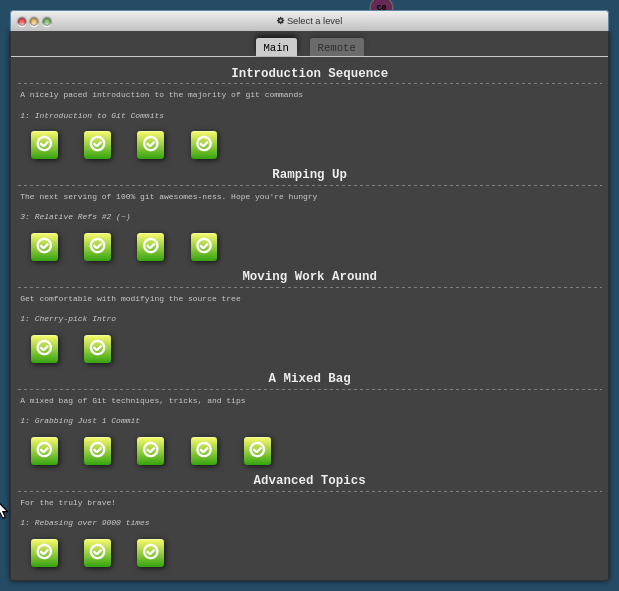 c0
Select a level
Main Remote
Introduction Sequence
A nicely paced introduction to the majority of git commands
1: Introduction to Git Commits
Ramping Up
The next serving of 100% git awesomes-ness. Hope you're hungry
3: Relative Refs #2 (~)
Moving Work Around
Get comfortable with modifying the source tree
1: Cherry-pick Intro
A Mixed Bag
A mixed bag of Git techniques, tricks, and tips
1: Grabbing Just 1 Commit
Advanced Topics
For the truly brave!
1: Rebasing over 9000 times